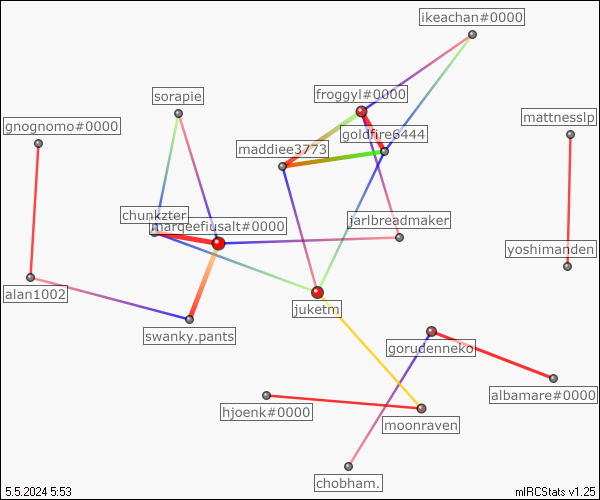 ikeachan#0000
froggyl#0000
sorapie
mattnesslp
gnognomo#0000
goldfire6444
maddiee3773
chunkzter
marqeefiusalt#0000
jarlbreadmaker
yoshimanden
alan1002
juketm
swanky.pants
gorudenneko
albamare#0000
hjoenk#0000
moonraven
chobham.
5.5.2024 5:53
mIRCStats v1.25